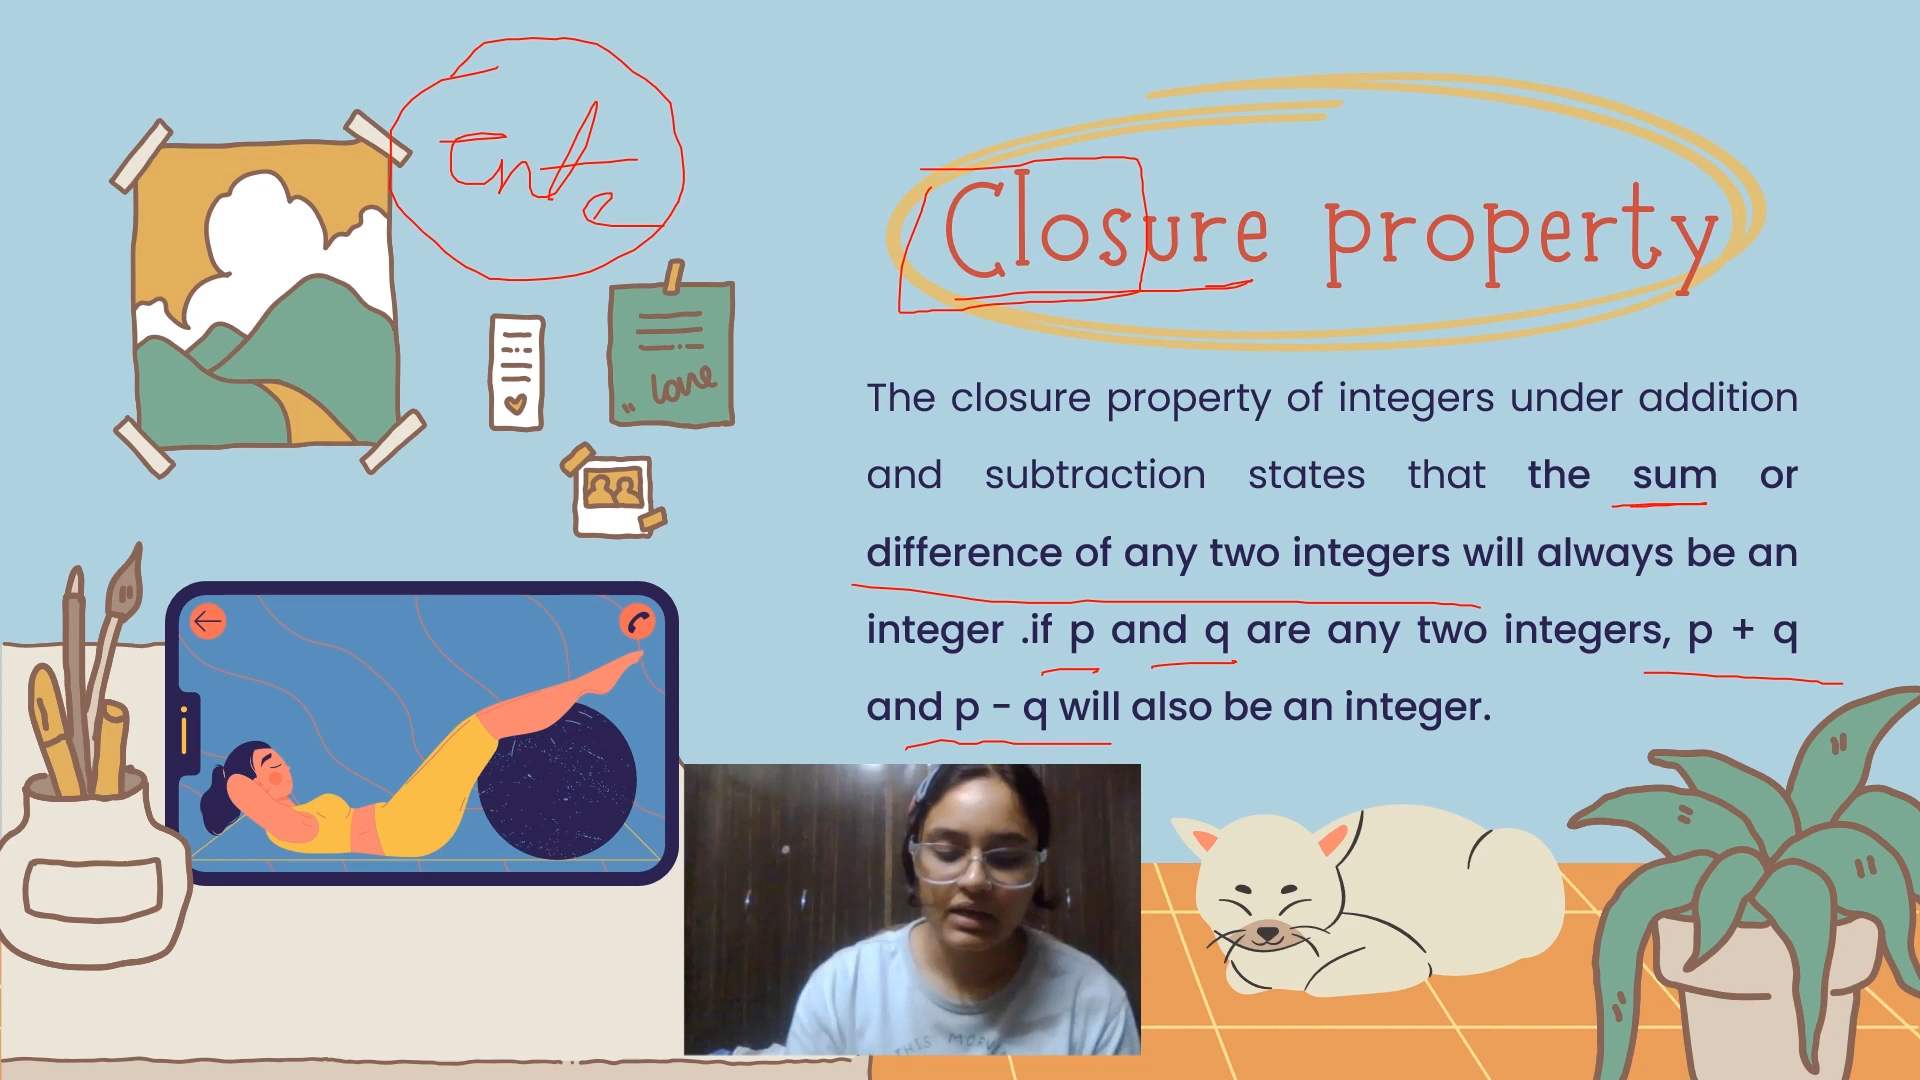 Closure property
The closure property of integers under addition
and subtraction states that the sum or
difference of any two integers will always be an
integer .if p and q are any two integers, p + q
and p - q will also be an integer.
love
THIS